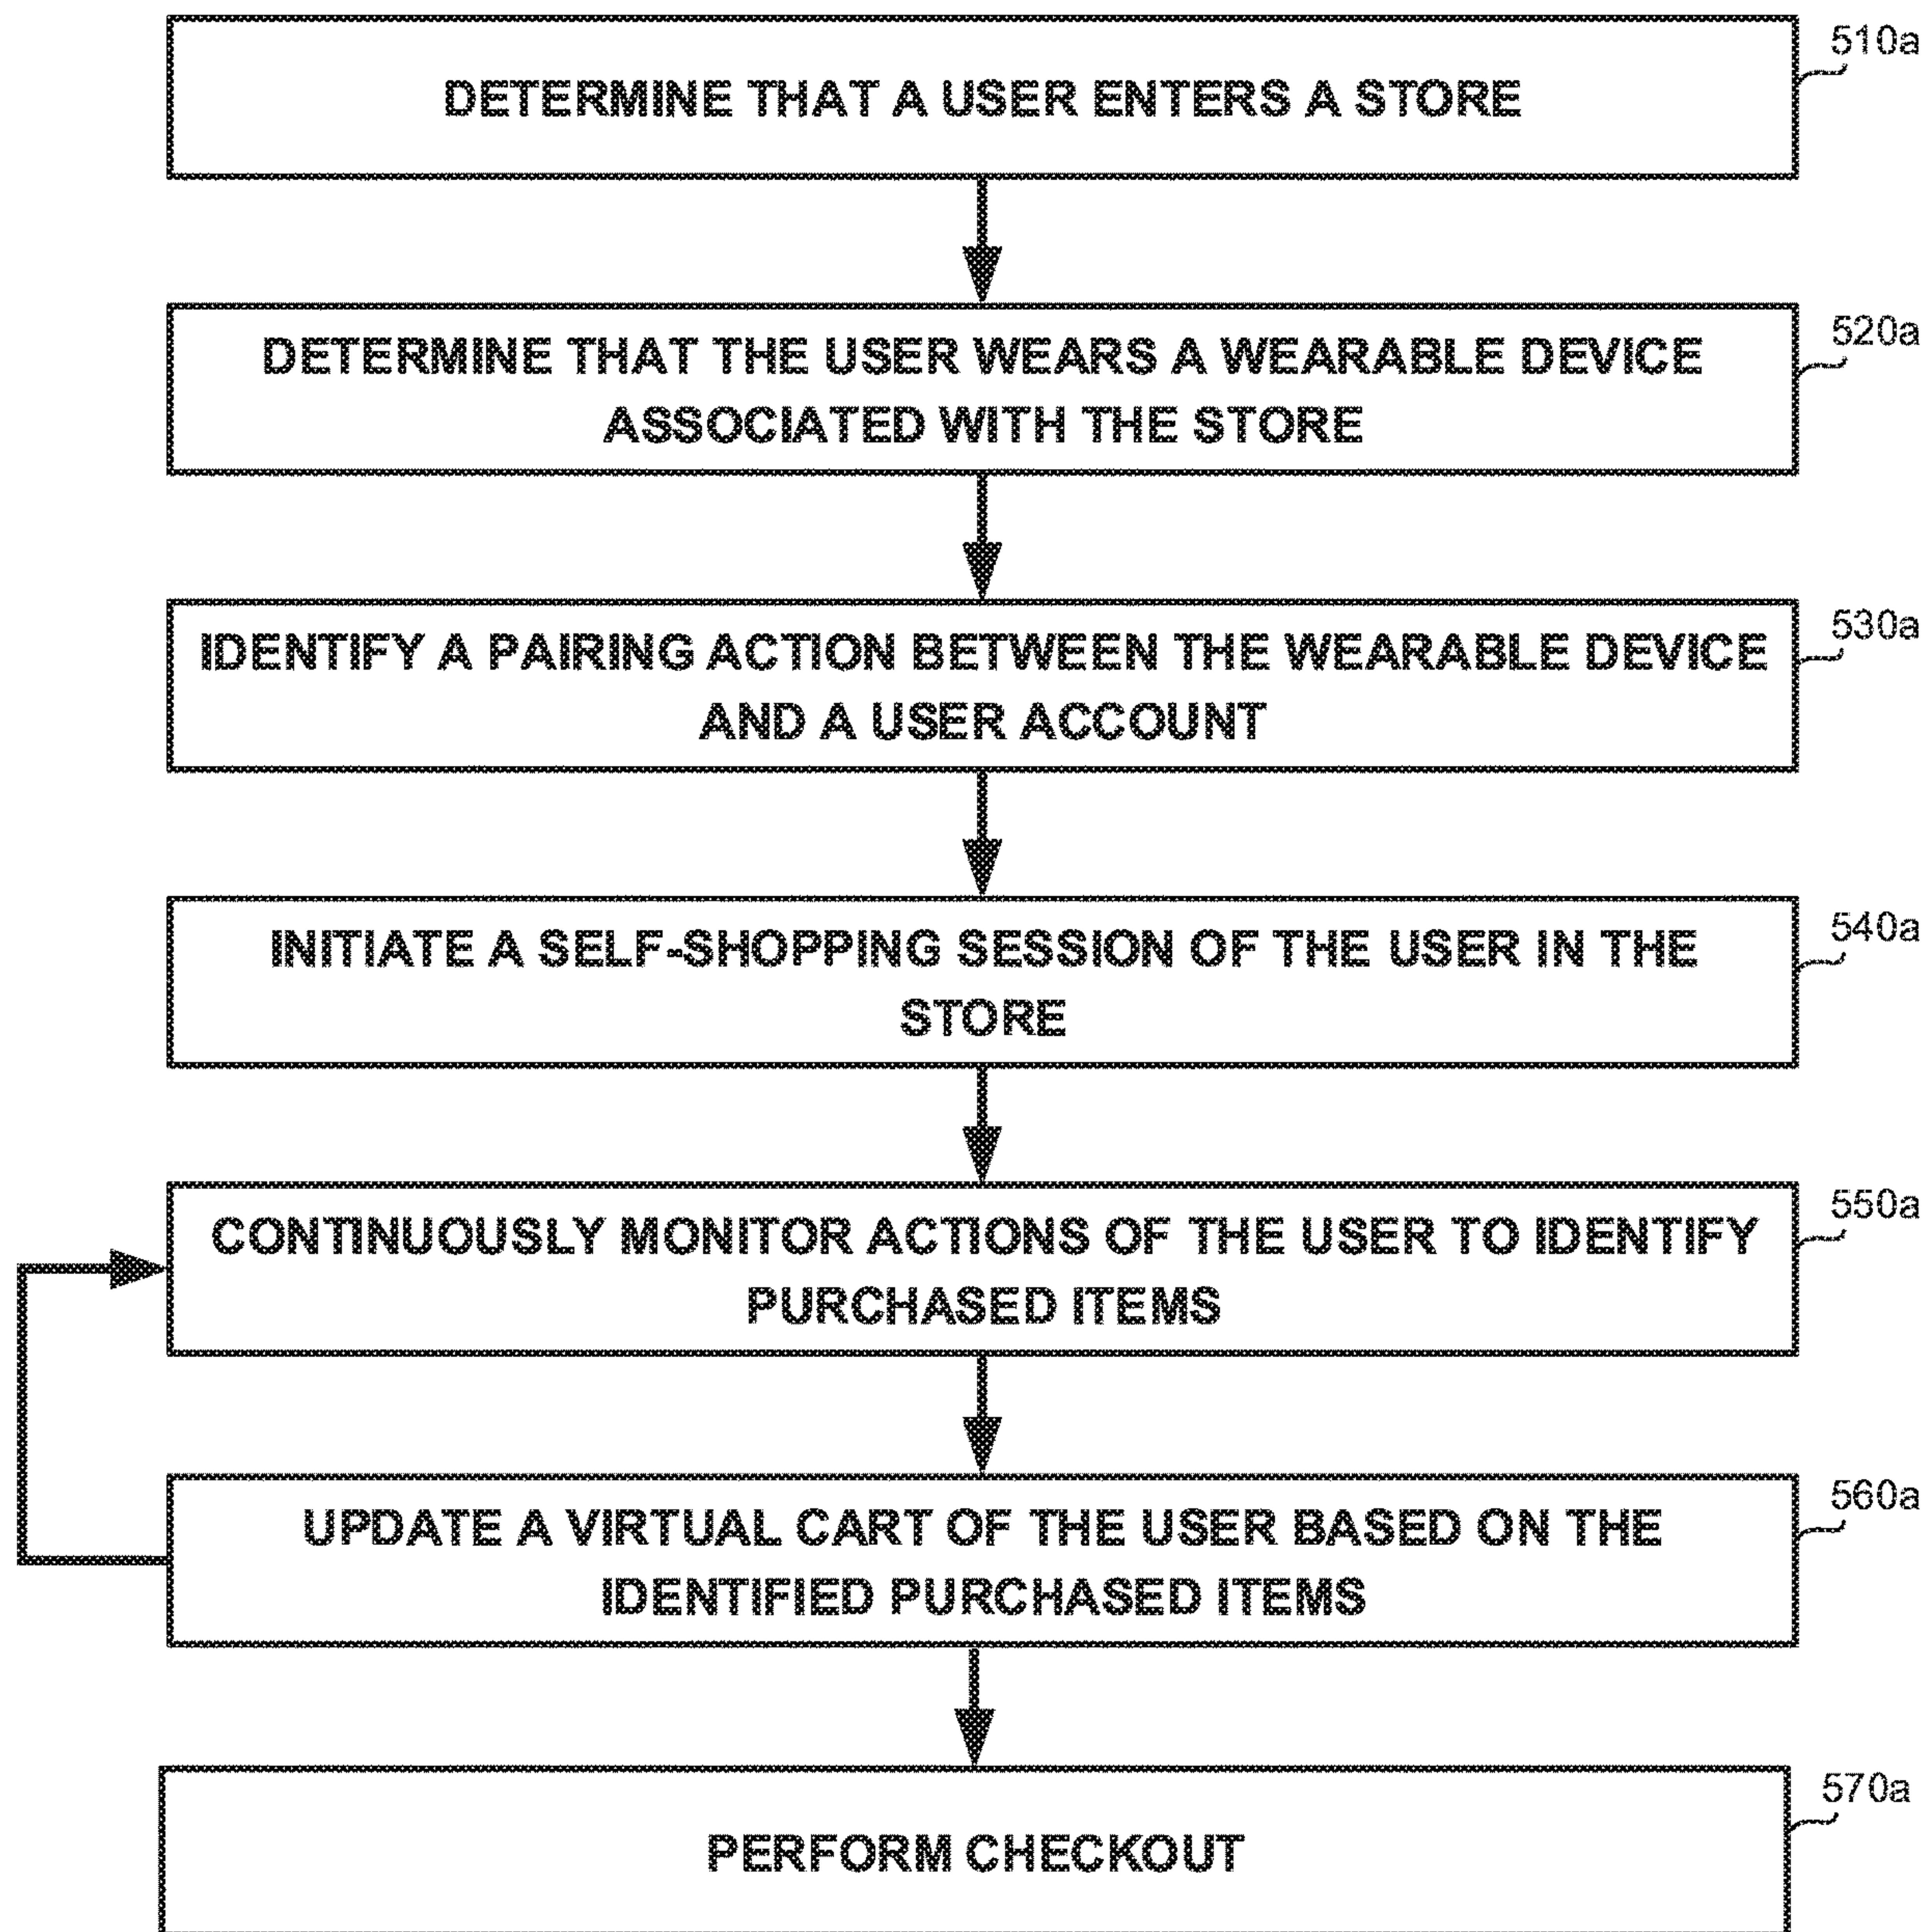 510a
DETERMINE THAT A USER ENTERS A STORE
520a
DETERMINE THAT THE USER WEARS A WEARABLE DEVICE
ASSOCIATED WITH THE STORE
530a
IDENTIFY A PAIRING ACTION BETWEEN THE WEARABLE DEVICE
AND A USER ACCOUNT
540a
INITIATE A SELF-SHOPPING SESSION OF THE USER IN THE
STORE
550a
CONTINUOUSLY MONITOR ACTIONS OF THE USER TO IDENTIFY
PURCHASED ITEMS
560a
UPDATE A VIRTUAL CART OF THE USER BASED ON THE
IDENTIFIED PURCHASED ITEMS
570a
PERFORM CHECKOUT